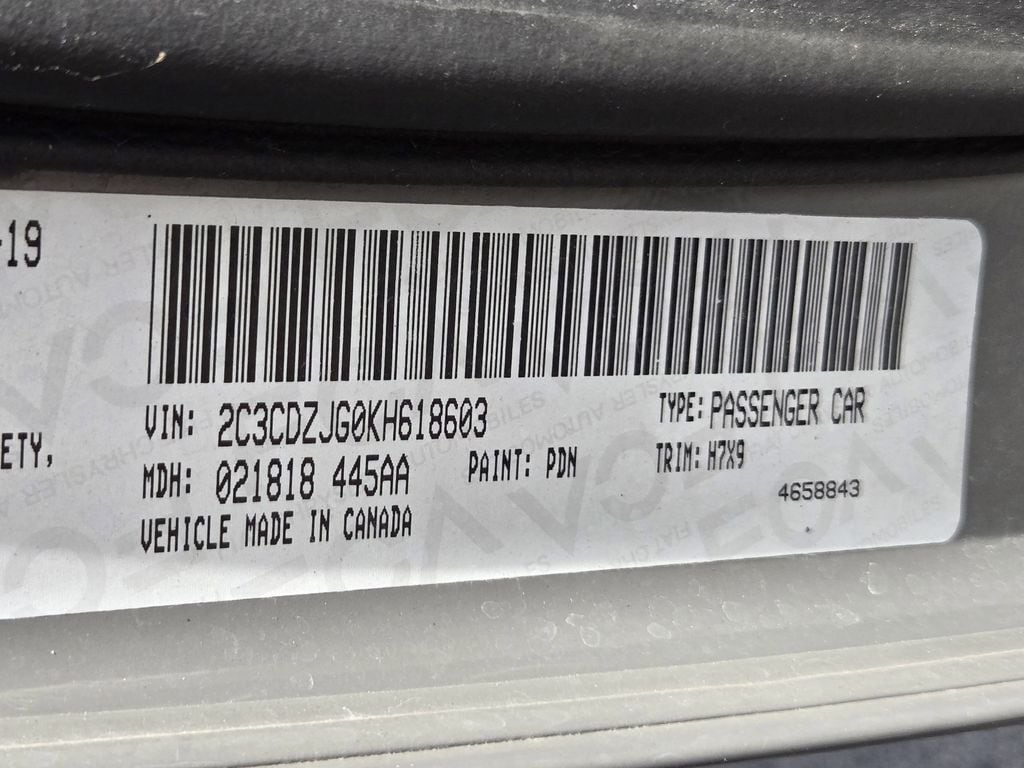 -19
VIN: 2C3CDZJG0KH618603
TYPE: PASSENGER CAR
ETY,
MDH: 021818 445AA
PAINT: PDN
TRIM: H7X9
4658843
VEHICLE MADE IN CANADA